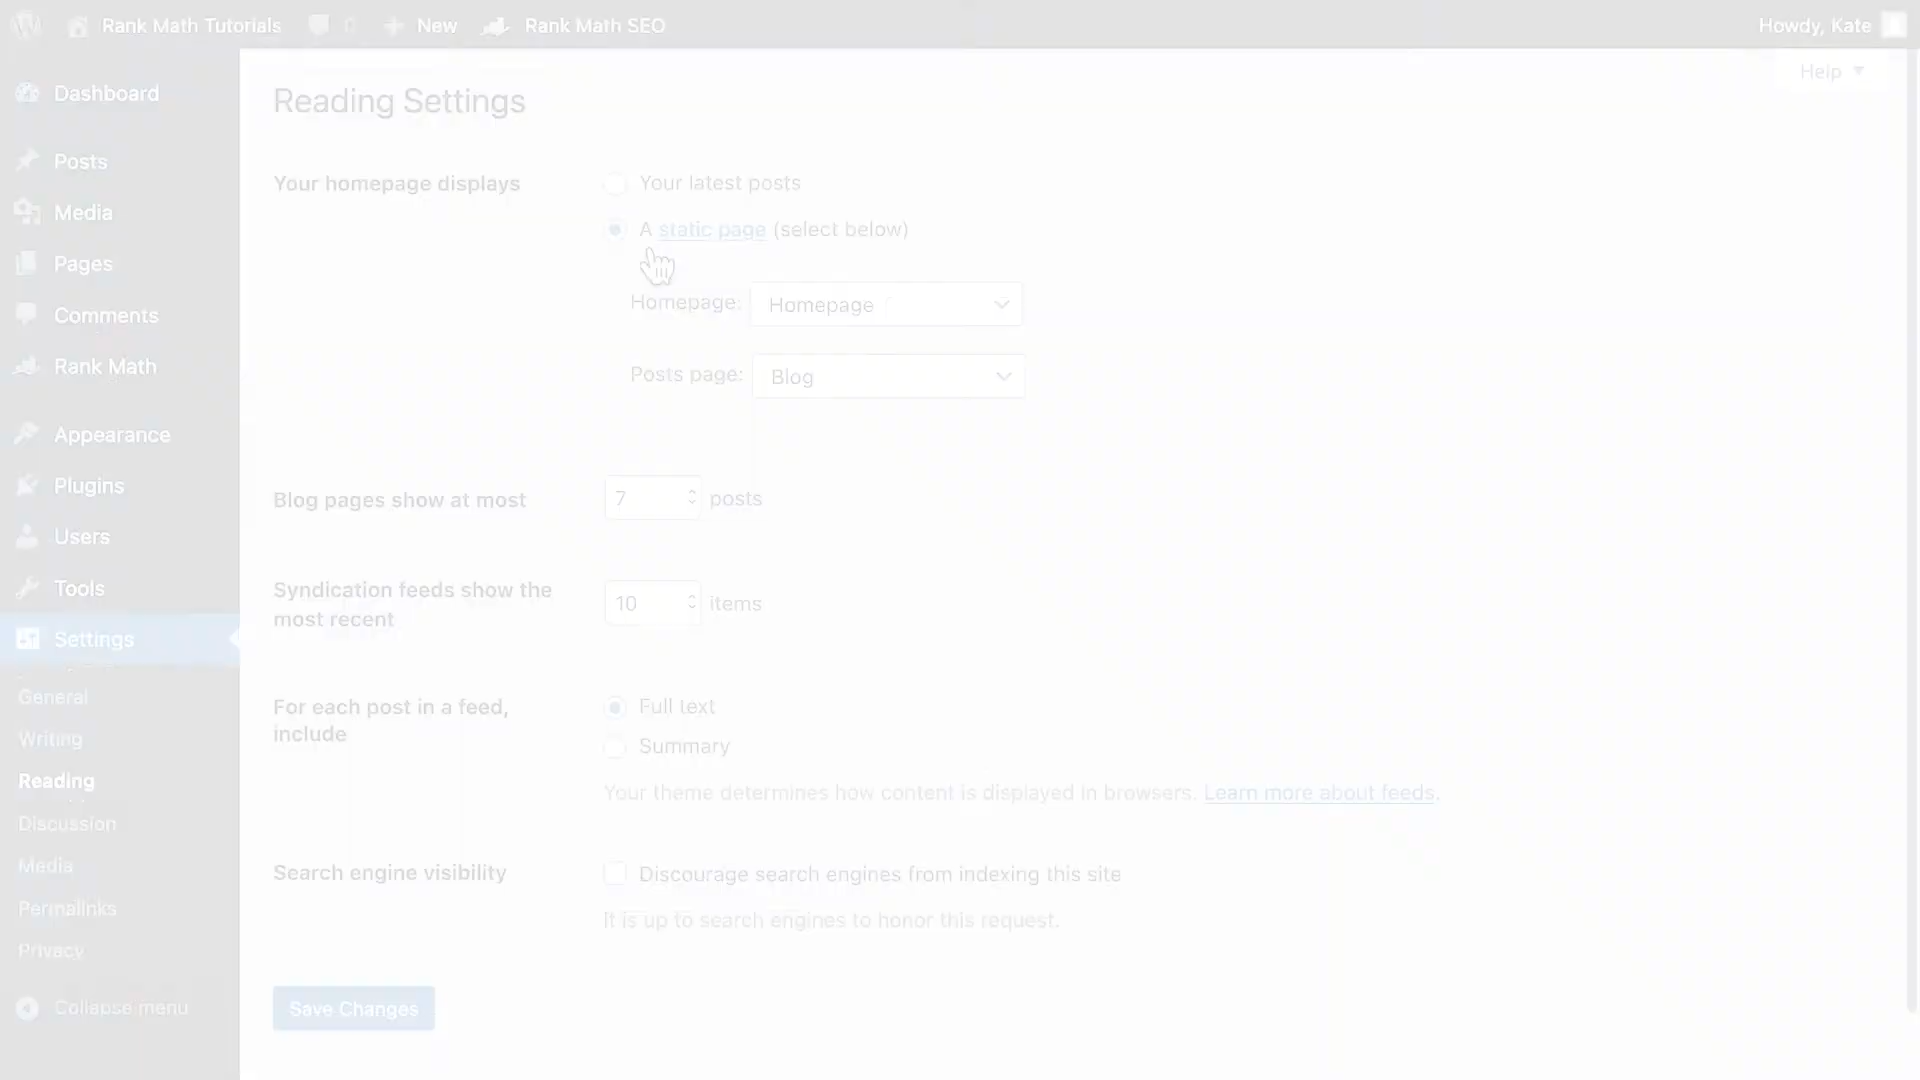 Rank Math Tutorials 0 New Rank Math SEO Howdy, Kate
Help
Dashboard
Posts
Media
Pages
Comments
Rank Math
Appearance
Plugins
Users
Tools
Settings
General
Writing
Reading
Discussion
Media
Permalinks
Privacy
Collapse menu
Reading Settings
Your homepage displays
Your latest posts
A static page (select below)
Homepage: Homepage
Posts page: Blog
Blog pages show at most 7 posts
Syndication feeds show the
most recent
10 items
For each post in a feed,
include
Full text
Summary
Your theme determines how content is displayed in browsers. Learn more about feeds.
Search engine visibility
Discourage search engines from indexing this site
It is up to search engines to honor this request.
Save Changes